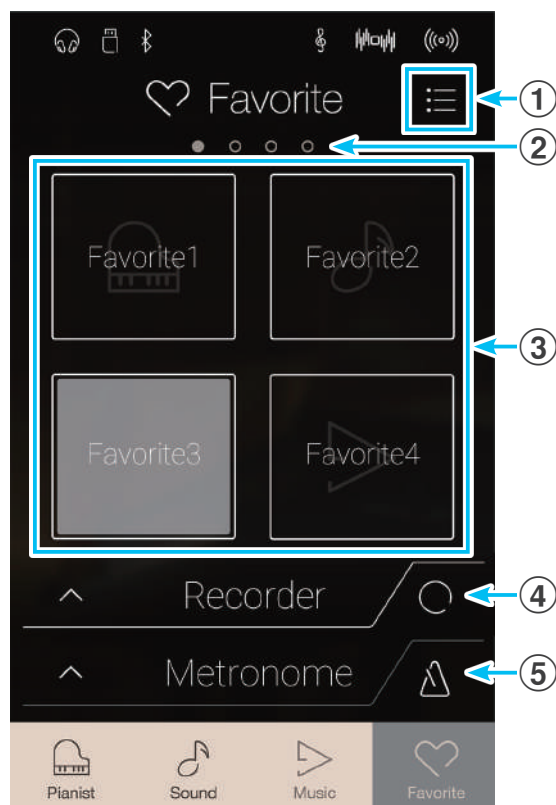 Favorite
1
2
Favorite1
Favorite2
3
Favorite3
Favorite4
Recorder
4
Metronome
5
Pianist
Sound
Music
Favorite